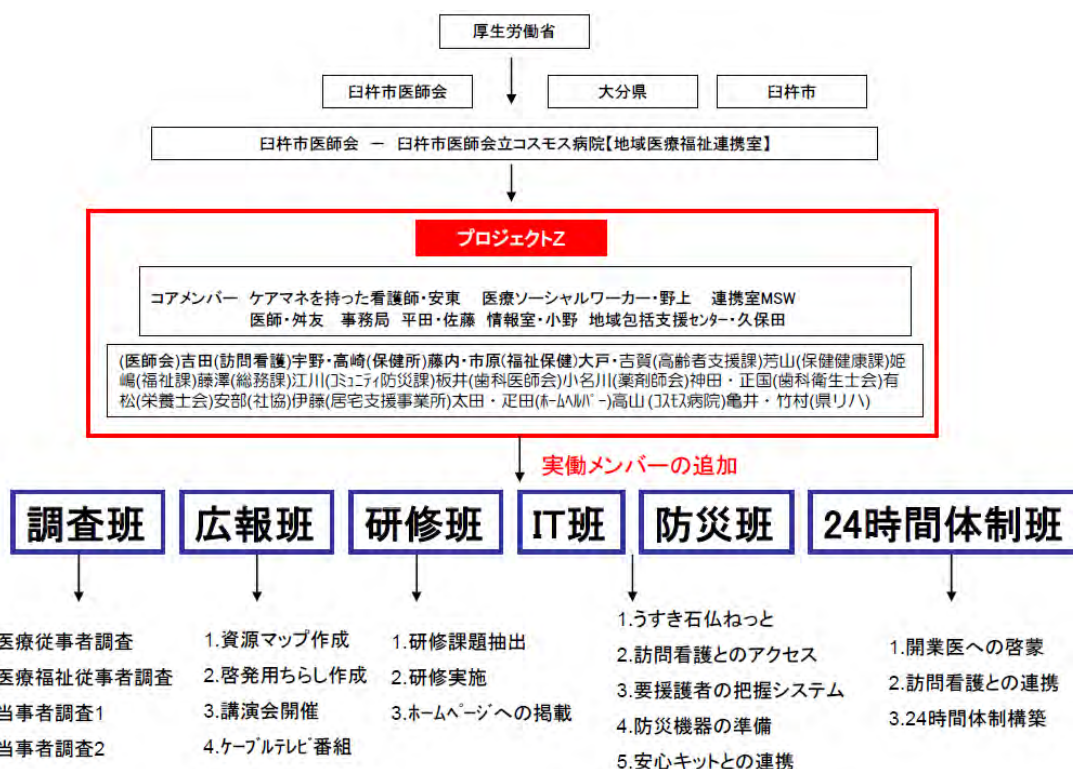 厚生労働省
臼杵市医師会
大分県
臼杵市
臼杵市医師会 － 臼杵市医師会立コスモス病院【地域医療福祉連携室】
プロジェクトZ
コアメンバー ケアマネを持った看護師・安東 医療ソーシャルワーカー・野上 連携室MSW
医師・舛友 事務局 平田・佐藤 情報室・小野 地域包括支援センター・久保田
(医師会)吉田(訪問看護)宇野・高崎(保健所)藤内・市原(福祉保健)大戸・吉賀(高齢者支援課)芳山(保健健康課)姫
嶋(福祉課)藤澤(総務課)江川(コミュニティ防災課)板井(歯科医師会)小名川(薬剤師会)神田・正国(歯科衛生士会)有
松(栄養士会)安部(社協)伊藤(居宅支援事業所)太田・疋田(ホームヘルパー)高山(コスモス病院)亀井・竹村(県リハ)
実働メンバーの追加
調査班
広報班
研修班
IT班
防災班
24時間体制班
医療従事者調査
医療福祉従事者調査
当事者調査1
当事者調査2
1.資源マップ作成
2.啓発用ちらし作成
3.講演会開催
4.ケーブルテレビ番組
1.研修課題抽出
2.研修実施
3.ホームページへの掲載
1.うすき石仏ねっと
2.訪問看護とのアクセス
3.要援護者の把握システム
4.防災機器の準備
5.安心キットとの連携
1.開業医への啓蒙
2.訪問看護との連携
3.24時間体制構築